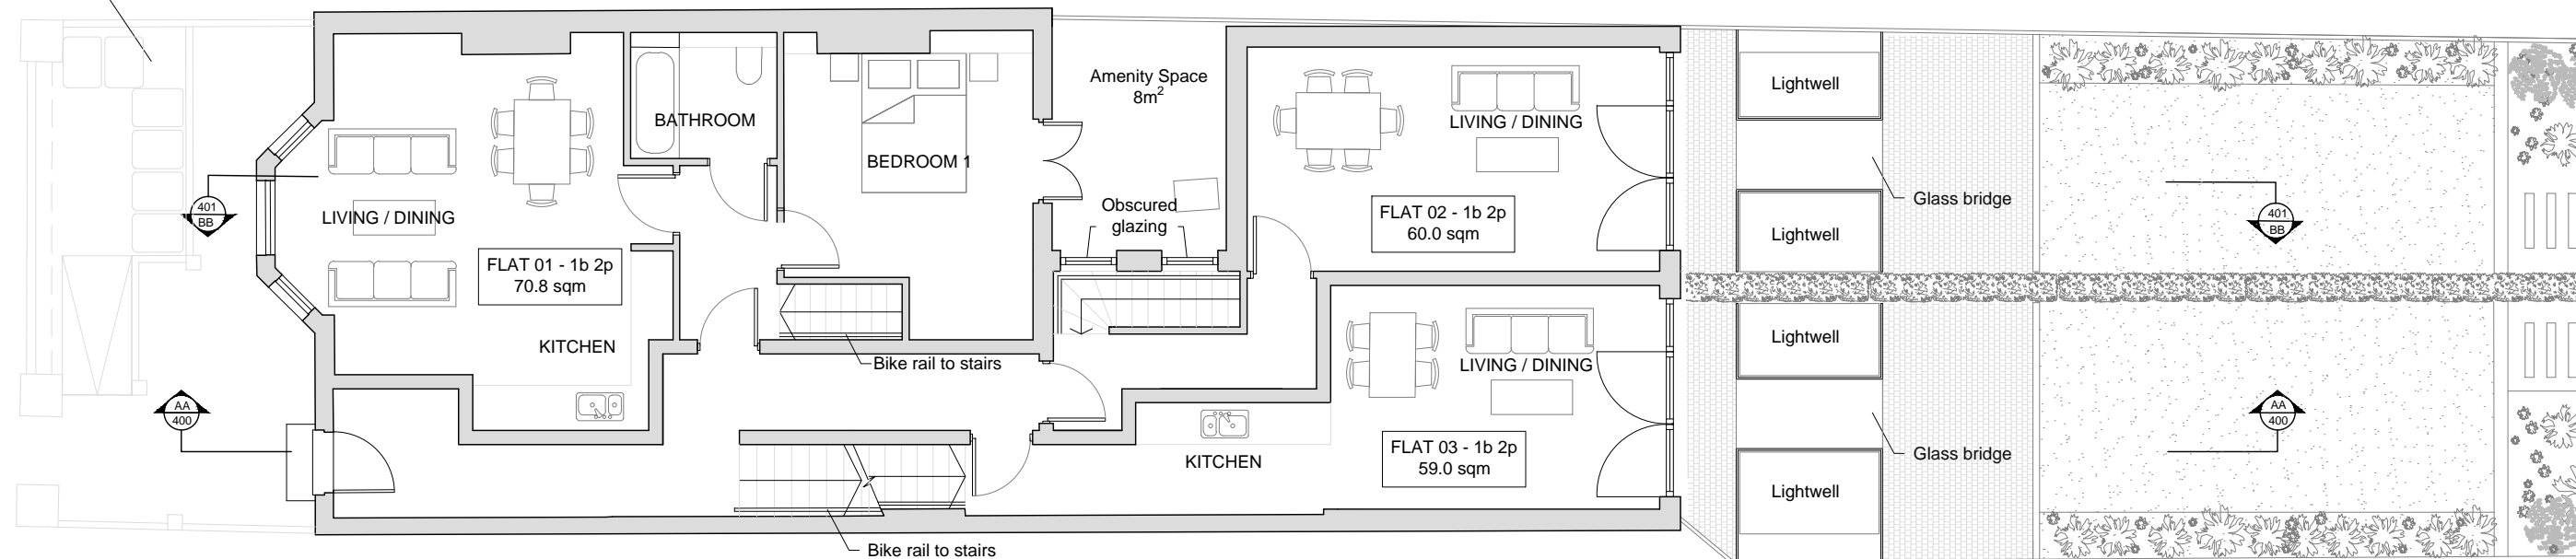 Amenity Space
8m2
Lightwell
BATHROOM
LIVING / DINING
BEDROOM 1
Obscured
glazing
FLAT 02 - 1b 2p
60.0 sqm
Glass bridge
401
BB
LIVING / DINING
401
BB
Lightwell
FLAT 01 - 1b 2p
70.8 sqm
KITCHEN
Bike rail to stairs
LIVING / DINING
Lightwell
AA
400
AA
400
KITCHEN
FLAT 03 - 1b 2p
59.0 sqm
Glass bridge
Lightwell
Bike rail to stairs